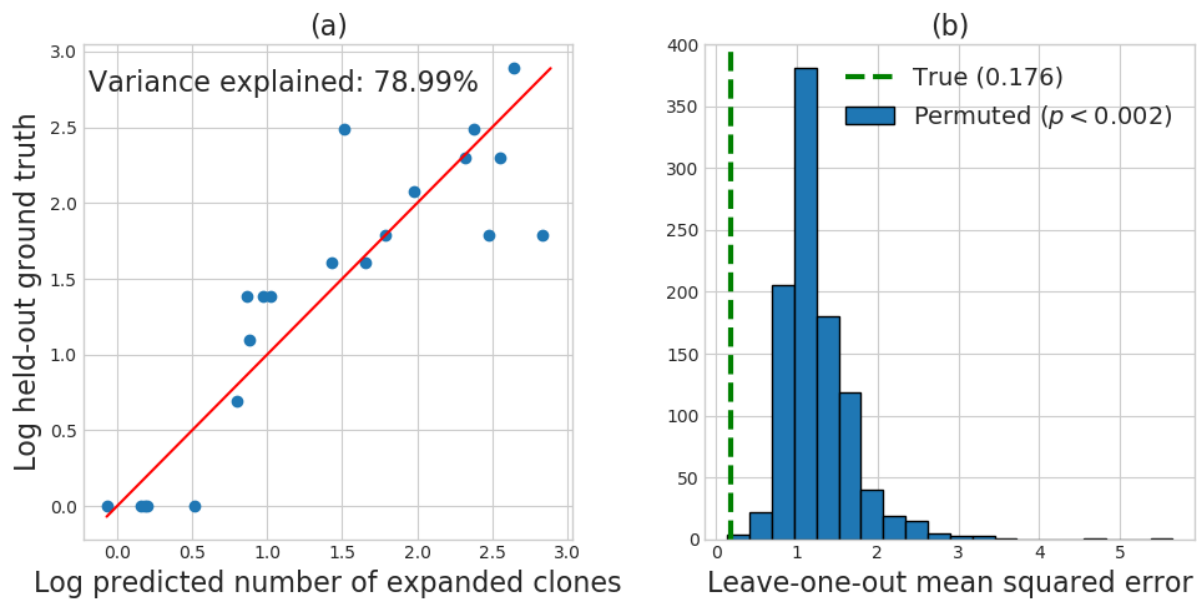 (a)
Variance explained: 78.99%
Log held-out ground truth
3.0
2.5
2.0
1.5
1.0
0.5
0.0
0.0 0.5 1.0 1.5 2.0 2.5 3.0
Log predicted number of expanded clones
(b)
True (0.176)
Permuted (p < 0.002)
400
350
300
250
200
150
100
50
0
0 1 2 3 4 5
Leave-one-out mean squared error